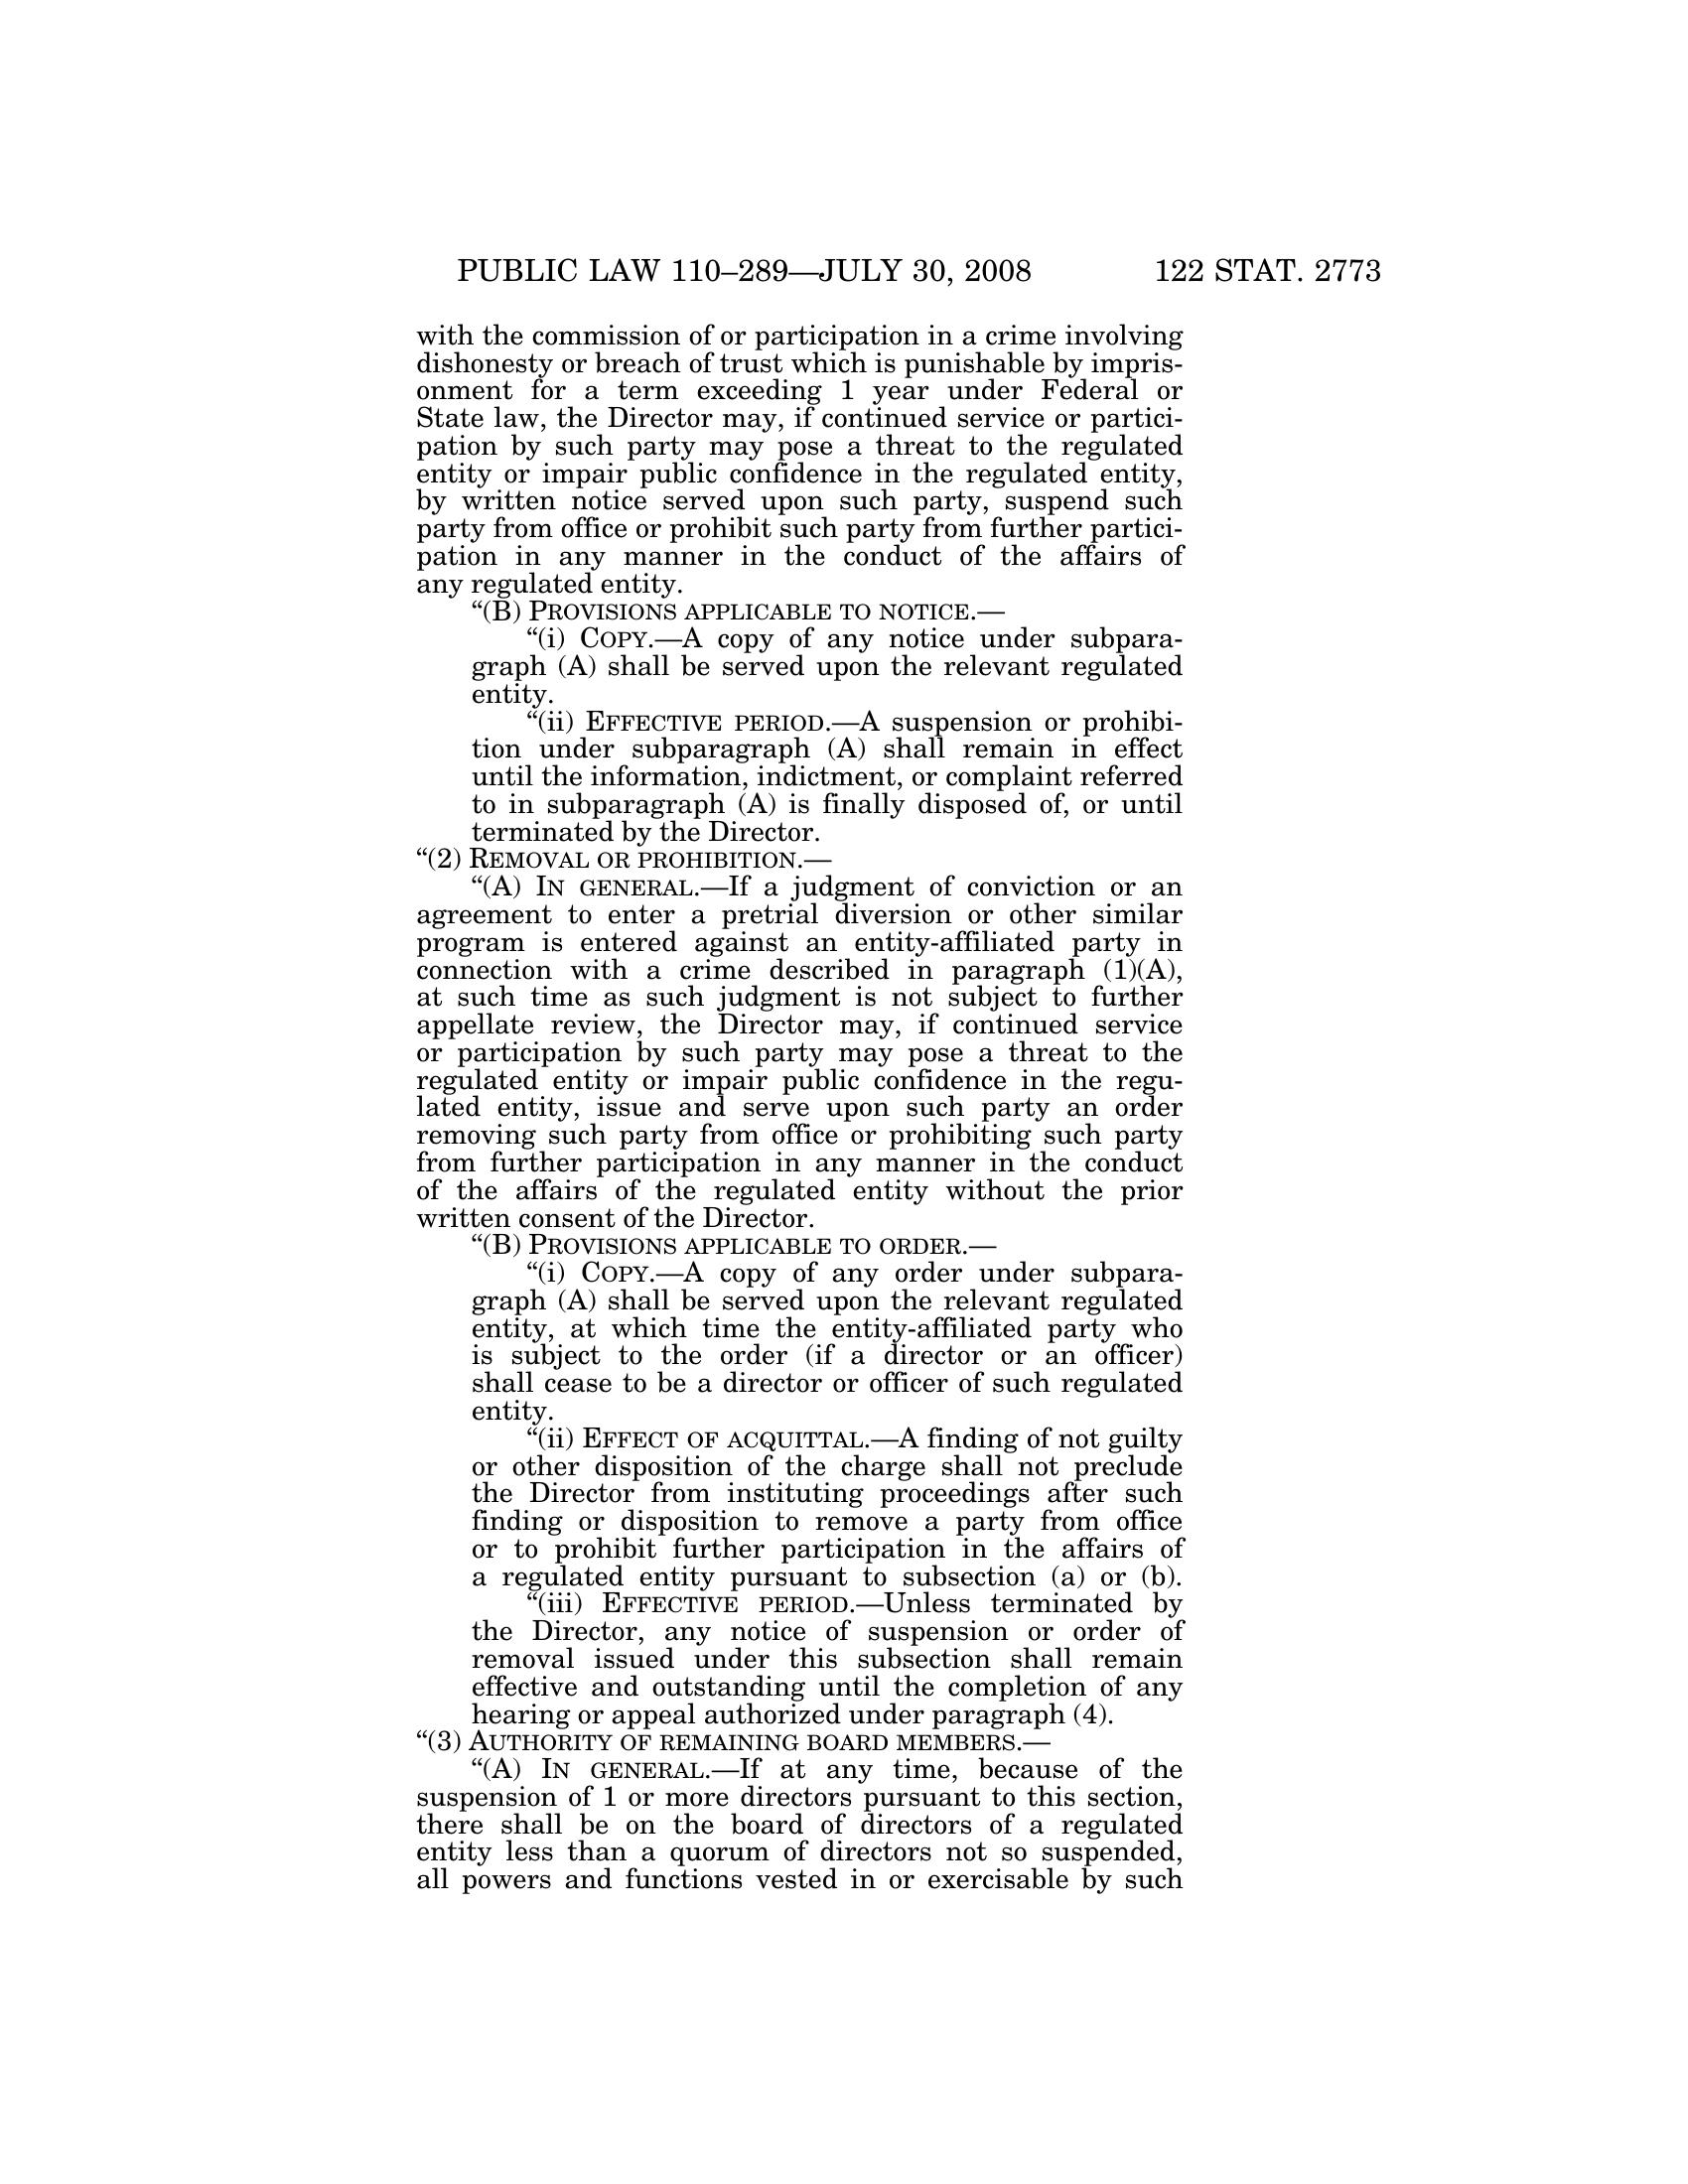 PUBLIC LAW 110–289—JULY 30, 2008 122 STAT. 2773
with the commission of or participation in a crime involving
dishonesty or breach of trust which is punishable by impris-
onment for a term exceeding 1 year under Federal or
State law, the Director may, if continued service or partici-
pation by such party may pose a threat to the regulated
entity or impair public confidence in the regulated entity,
by written notice served upon such party, suspend such
party from office or prohibit such party from further partici-
pation in any manner in the conduct of the affairs of
any regulated entity.
“(B) PROVISIONS APPLICABLE TO NOTICE.—
“(i) COPY.—A copy of any notice under subpara-
graph (A) shall be served upon the relevant regulated
entity.
“(ii) EFFECTIVE PERIOD.—A suspension or prohibi-
tion under subparagraph (A) shall remain in effect
until the information, indictment, or complaint referred
to in subparagraph (A) is finally disposed of, or until
terminated by the Director.
“(2) REMOVAL OR PROHIBITION.—
“(A) IN GENERAL.—If a judgment of conviction or an
agreement to enter a pretrial diversion or other similar
program is entered against an entity-affiliated party in
connection with a crime described in paragraph (1)(A),
at such time as such judgment is not subject to further
appellate review, the Director may, if continued service
or participation by such party may pose a threat to the
regulated entity or impair public confidence in the regu-
lated entity, issue and serve upon such party an order
removing such party from office or prohibiting such party
from further participation in any manner in the conduct
of the affairs of the regulated entity without the prior
written consent of the Director.
“(B) PROVISIONS APPLICABLE TO ORDER.—
“(i) COPY.—A copy of any order under subpara-
graph (A) shall be served upon the relevant regulated
entity, at which time the entity-affiliated party who
is subject to the order (if a director or an officer)
shall cease to be a director or officer of such regulated
entity.
“(ii) EFFECT OF ACQUITTAL.—A finding of not guilty
or other disposition of the charge shall not preclude
the Director from instituting proceedings after such
finding or disposition to remove a party from office
or to prohibit further participation in the affairs of
a regulated entity pursuant to subsection (a) or (b).
“(iii) EFFECTIVE PERIOD.—Unless terminated by
the Director, any notice of suspension or order of
removal issued under this subsection shall remain
effective and outstanding until the completion of any
hearing or appeal authorized under paragraph (4).
“(3) AUTHORITY OF REMAINING BOARD MEMBERS.—
“(A) IN GENERAL.—If at any time, because of the
suspension of 1 or more directors pursuant to this section,
there shall be on the board of directors of a regulated
entity less than a quorum of directors not so suspended,
all powers and functions vested in or exercisable by such